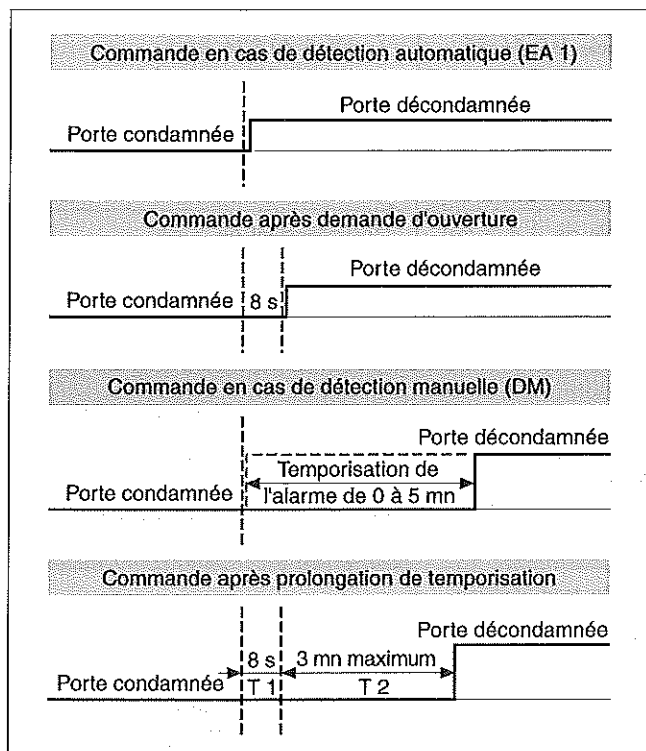 Commande en cas de détection automatique (EA 1)
Porte décondamnée
Porte condamnée
Commande après demande d'ouverture
Porte décondamnée
Porte condamnée 8 s
Commande en cas de détection manuelle (DM)
Porte décondamnée
Temporisation de
Porte condamnée l'alarme de 0 à 5 mn
Commande après prolongation de temporisation
Porte décondamnée
8 s 3 mn maximum
Porte condamnée T 1 T 2